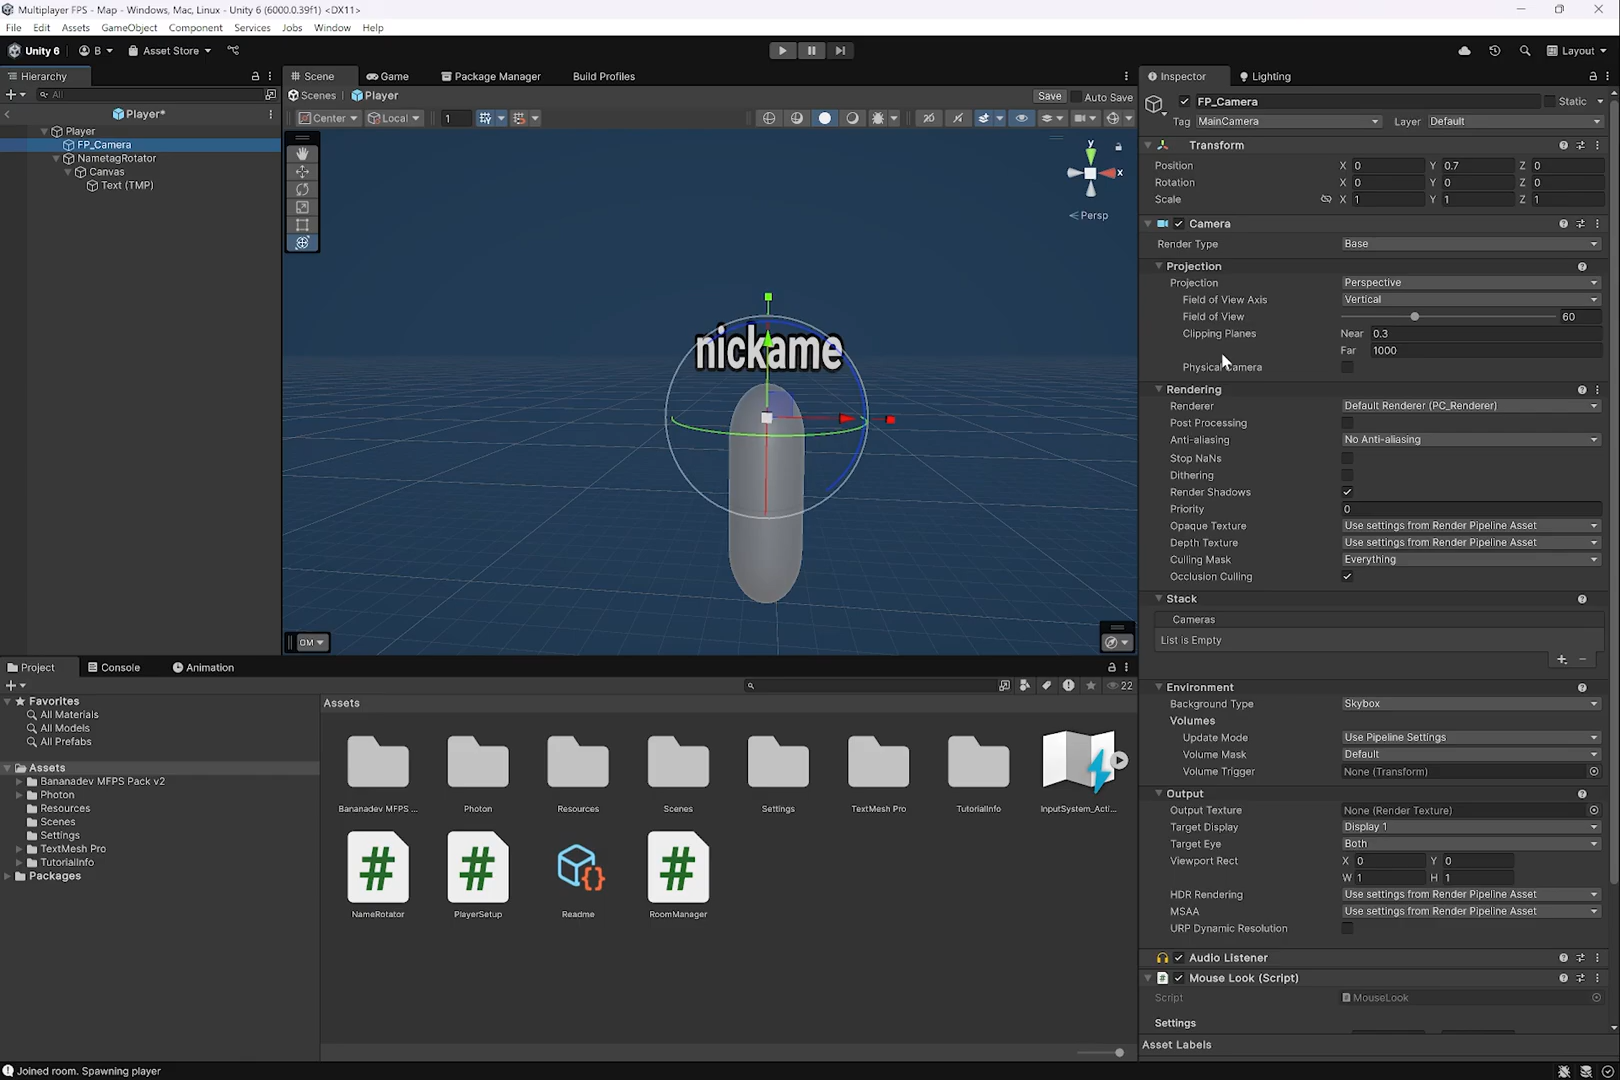 Multiplayer FPS - Map - Windows, Mac, Linux - Unity 6 (6000.0.39f1) <DX11>
File Edit Assets GameObject Component Services Jobs Window Help
Unity 6 B Asset Store Layout
Hierarchy
All
Player*
Player
FP_Camera
NametagRotator
Canvas
Text (TMP)
Scene Game Package Manager Build Profiles
Scenes Player Save Auto Save
Center Local 1
y
x
Persp
nickame
Inspector Lighting
FP_Camera Static
Tag MainCamera Layer Default
Transform
Position X 0 Y 0.7 Z 0
Rotation X 0 Y 0 Z 0
Scale X 1 Y 1 Z 1
Camera
Render Type Base
Projection
Projection Perspective
Field of View Axis Vertical
Field of View 60
Clipping Planes Near 0.3
Far 1000
Physical Camera
Rendering
Renderer Default Renderer (PC_Renderer)
Post Processing
Anti-aliasing No Anti-aliasing
Stop NaNs
Dithering
Render Shadows
Priority 0
Opaque Texture Use settings from Render Pipeline Asset
Depth Texture Use settings from Render Pipeline Asset
Culling Mask Everything
Occlusion Culling
Stack
Cameras
List is Empty
Environment
Background Type Skybox
Volumes
Update Mode Use Pipeline Settings
Volume Mask Default
Volume Trigger None (Transform)
Output
Output Texture None (Render Texture)
Target Display Display 1
Target Eye Both
Viewport Rect X 0 Y 0
W 1 H 1
HDR Rendering Use settings from Render Pipeline Asset
MSAA Use settings from Render Pipeline Asset
URP Dynamic Resolution
Audio Listener
Mouse Look (Script)
Script MouseLook
Settings
Asset Labels
Project Console Animation
22
Favorites
All Materials
All Models
All Prefabs
Assets
Bananadev MFPS Pack v2
Photon
Resources
Scenes
Settings
TextMesh Pro
TutorialInfo
Packages
Assets
Bananadev MFPS ... Photon Resources Scenes Settings TextMesh Pro TutorialInfo InputSystem_Acti...
NameRotator PlayerSetup Readme RoomManager
Joined room. Spawning player